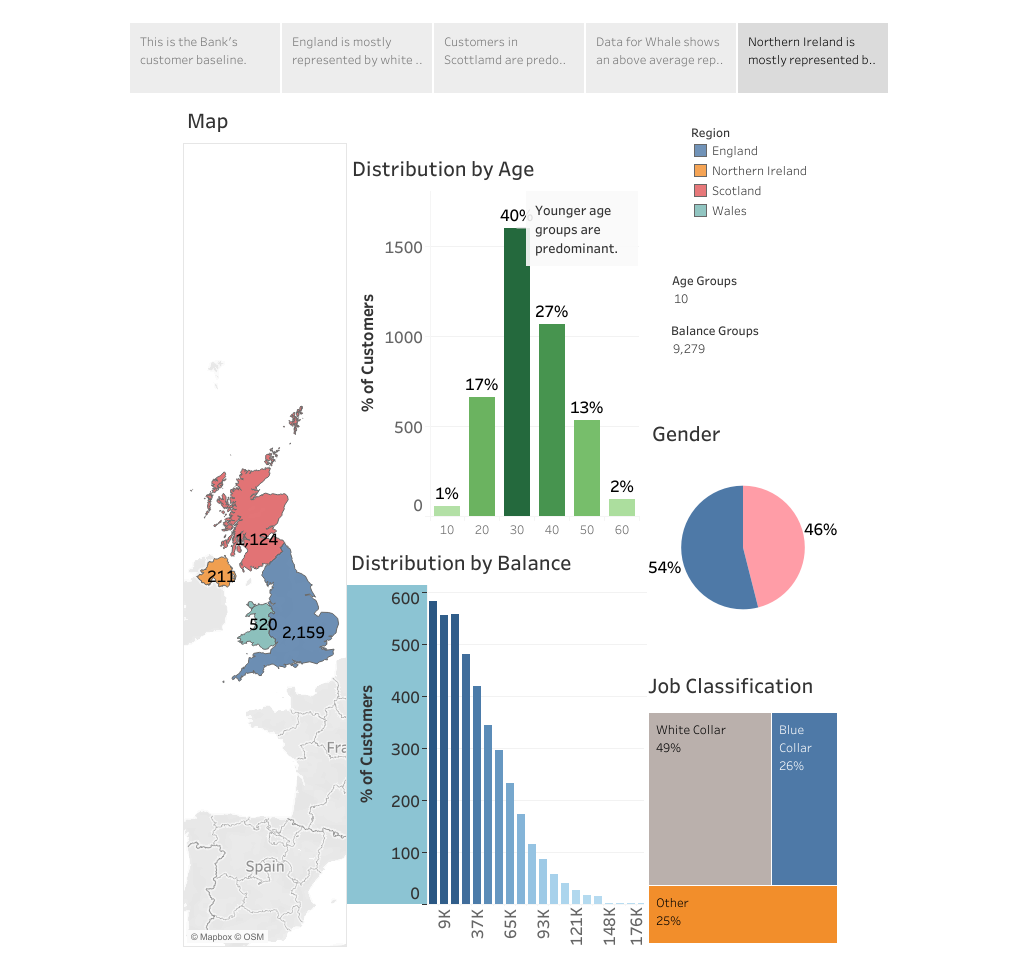 This is the Bank's
customer baseline.
England is mostly
represented by white ..
Customers in
Scottlamd are predo..
Data for Whale shows
an above average rep..
Northern Ireland is
mostly represented b..
Map
1,124
211
520
2,159
Fra
Spain
© Mapbox © OSM
Distribution by Age
Younger age
groups are
predominant.
% of Customers
1500
1000
500
0
1%
17%
40%
27%
13%
2%
10
20
30
40
50
60
Distribution by Balance
% of Customers
600
500
400
300
200
100
0
9K
37K
65K
93K
121K
148K
176K
Region
England
Northern Ireland
Scotland
Wales
Age Groups
10
Balance Groups
9,279
Gender
46%
54%
Job Classification
White Collar
49%
Blue
Collar
26%
Other
25%